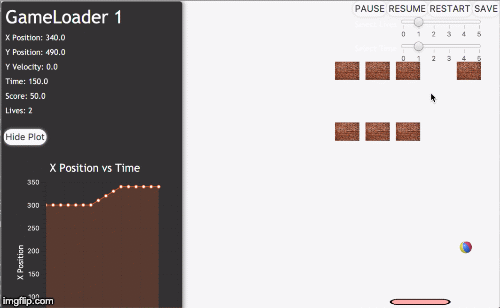 GameLoader 1
X Position: 340.0
Y Position: 490.0
Y Velocity: 0.0
Time: 150.0
Score: 50.0
Lives: 2
Hide Plot
X Position vs Time
350
300
250
200
150
100
X Position
PAUSE RESUME RESTART SAVE
0 1 2 3 4 5
0 1 2 3 4 5
imgflip.com